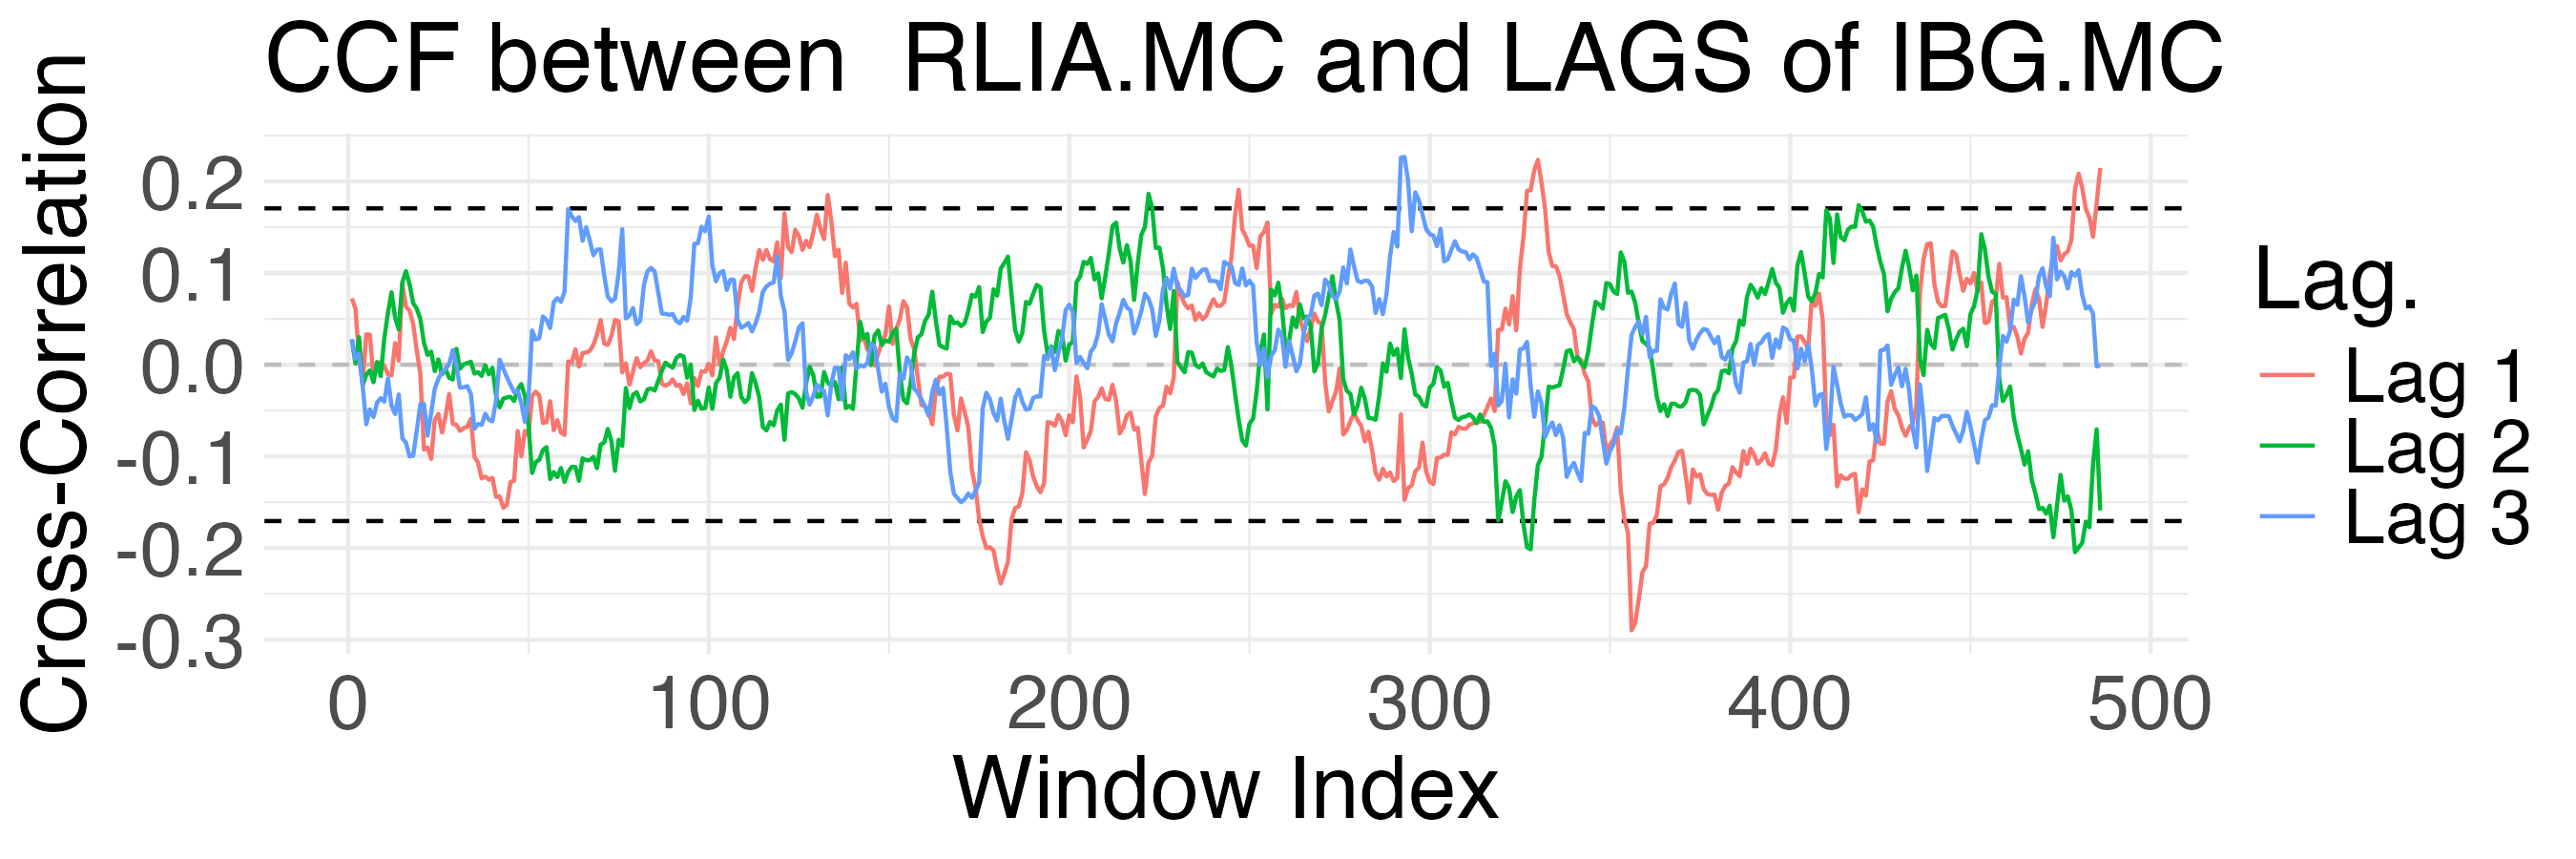 CCF between  RLIA.MC and LAGS of IBG.MC
Cross-Correlation
0.2
0.1
0.0
-0.1
-0.2
-0.3
0 100 200 300 400 500
Window Index
Lag.
Lag 1
Lag 2
Lag 3